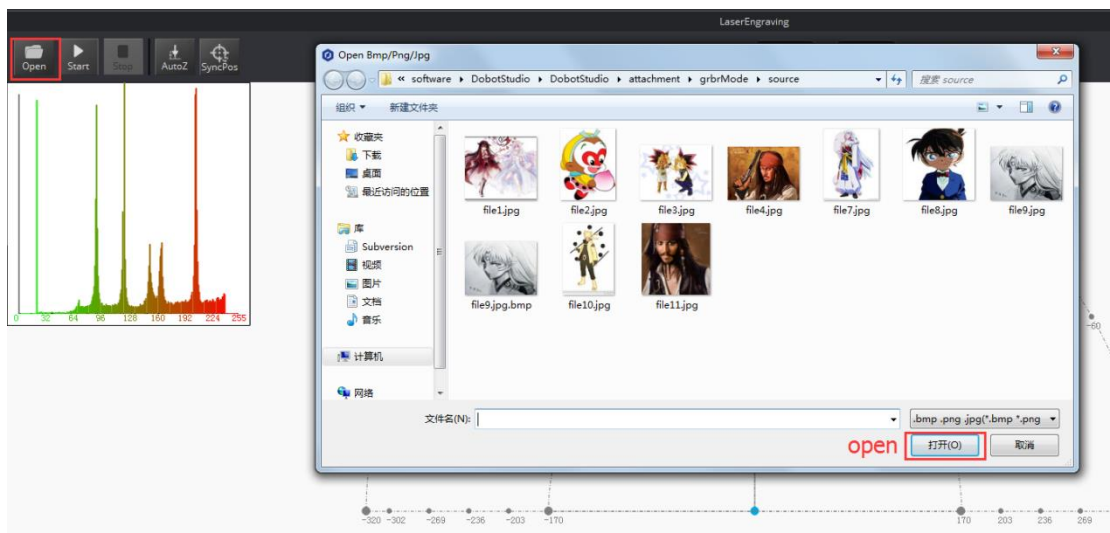 LaserEngraving
Open Start Stop AutoZ SyncPos
Open Bmp/Png/Jpg
« software ▸ DobotStudio ▸ DobotStudio ▸ attachment ▸ grbrMode ▸ source
搜索 source
组织 新建文件夹
收藏夹
下载
桌面
最近访问的位置
库
Subversion
视频
图片
文档
音乐
计算机
网络
file1.jpg file2.jpg file3.jpg file4.jpg file7.jpg file8.jpg file9.jpg
file9.jpg.bmp file10.jpg file11.jpg
文件名(N):
.bmp .png .jpg(*.bmp *.png
open 打开(O) 取消
0 32 64 96 128 160 192 224 255
-60
-320 -302 -269 -236 -203 -170 170 203 236 269